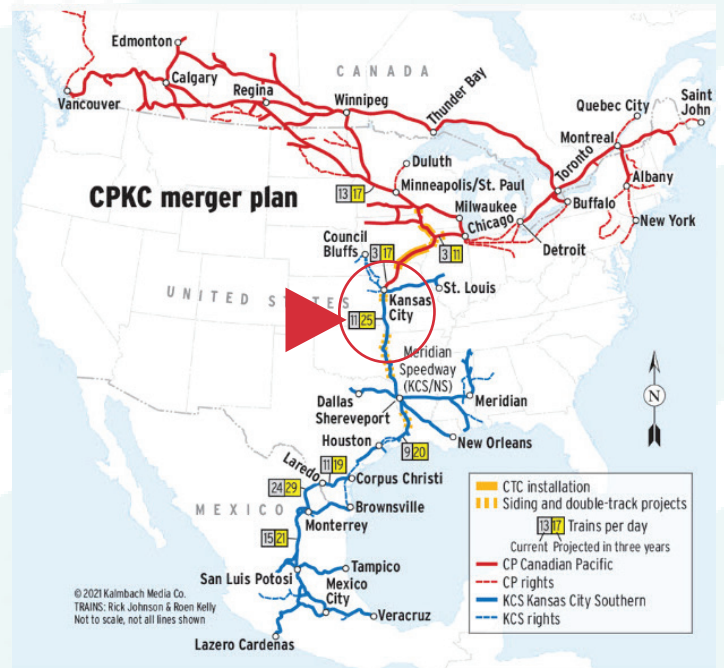 Edmonton
CANADA
Calgary
Regina
Winnipeg
Thunder Bay
Saint
John
Quebec City
Vancouver
Montreal
Duluth
Toronto
CPKC merger plan
13 17
Minneapolis/St. Paul
Albany
Milwaukee
Buffalo
Chicago
New York
Council
Bluffs
3 17
3 11
Detroit
UNITED STATES
Kansas
City
St. Louis
11 25
Meridian
Speedway
(KCS/NS)
N
Dallas
Meridian
Shereveport
Houston
New Orleans
9 20
Laredo
11 19
Corpus Christi
24 29
MEXICO
Brownsville
Monterrey
15 21
Tampico
San Luis Potosi
Mexico
City
Veracruz
Lazero Cardenas
CTC installation
Siding and double-track projects
13 17 Trains per day
Current Projected in three years
CP Canadian Pacific
CP rights
KCS Kansas City Southern
KCS rights
© 2021 Kalmbach Media Co.
TRAINS: Rick Johnson & Roen Kelly
Not to scale, not all lines shown